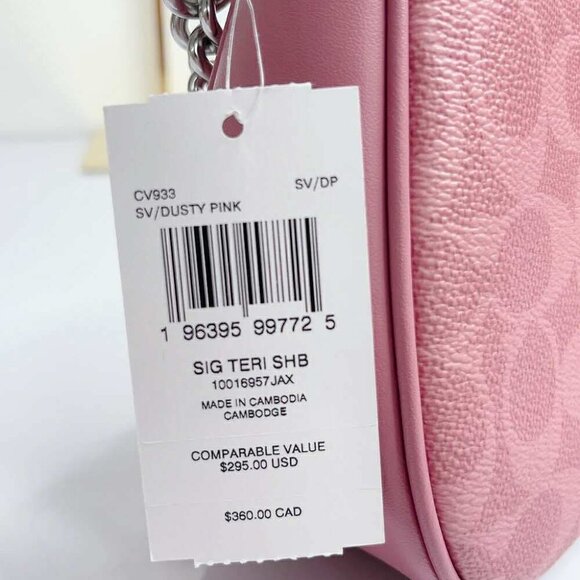 CV933 SV/DP
SV/DUSTY PINK
1 96395 99772 5
SIG TERI SHB
10016957JAX
MADE IN CAMBODIA
CAMBODGE
COMPARABLE VALUE
$295.00 USD
$360.00 CAD